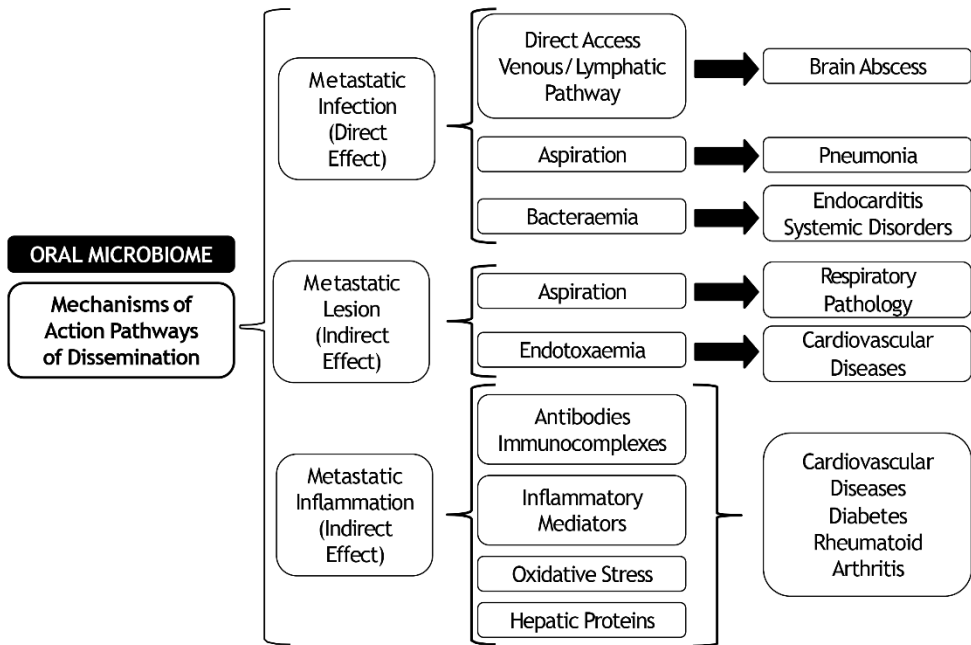 ORAL MICROBIOME
Mechanisms of
Action Pathways
of Dissemination
Metastatic
Infection
(Direct
Effect)
Direct Access
Venous/Lymphatic
Pathway
Brain Abscess
Aspiration
Pneumonia
Bacteraemia
Endocarditis
Systemic Disorders
Metastatic
Lesion
(Indirect
Effect)
Aspiration
Respiratory
Pathology
Endotoxaemia
Cardiovascular
Diseases
Metastatic
Inflammation
(Indirect
Effect)
Antibodies
Immunocomplexes
Inflammatory
Mediators
Oxidative Stress
Hepatic Proteins
Cardiovascular
Diseases
Diabetes
Rheumatoid
Arthritis